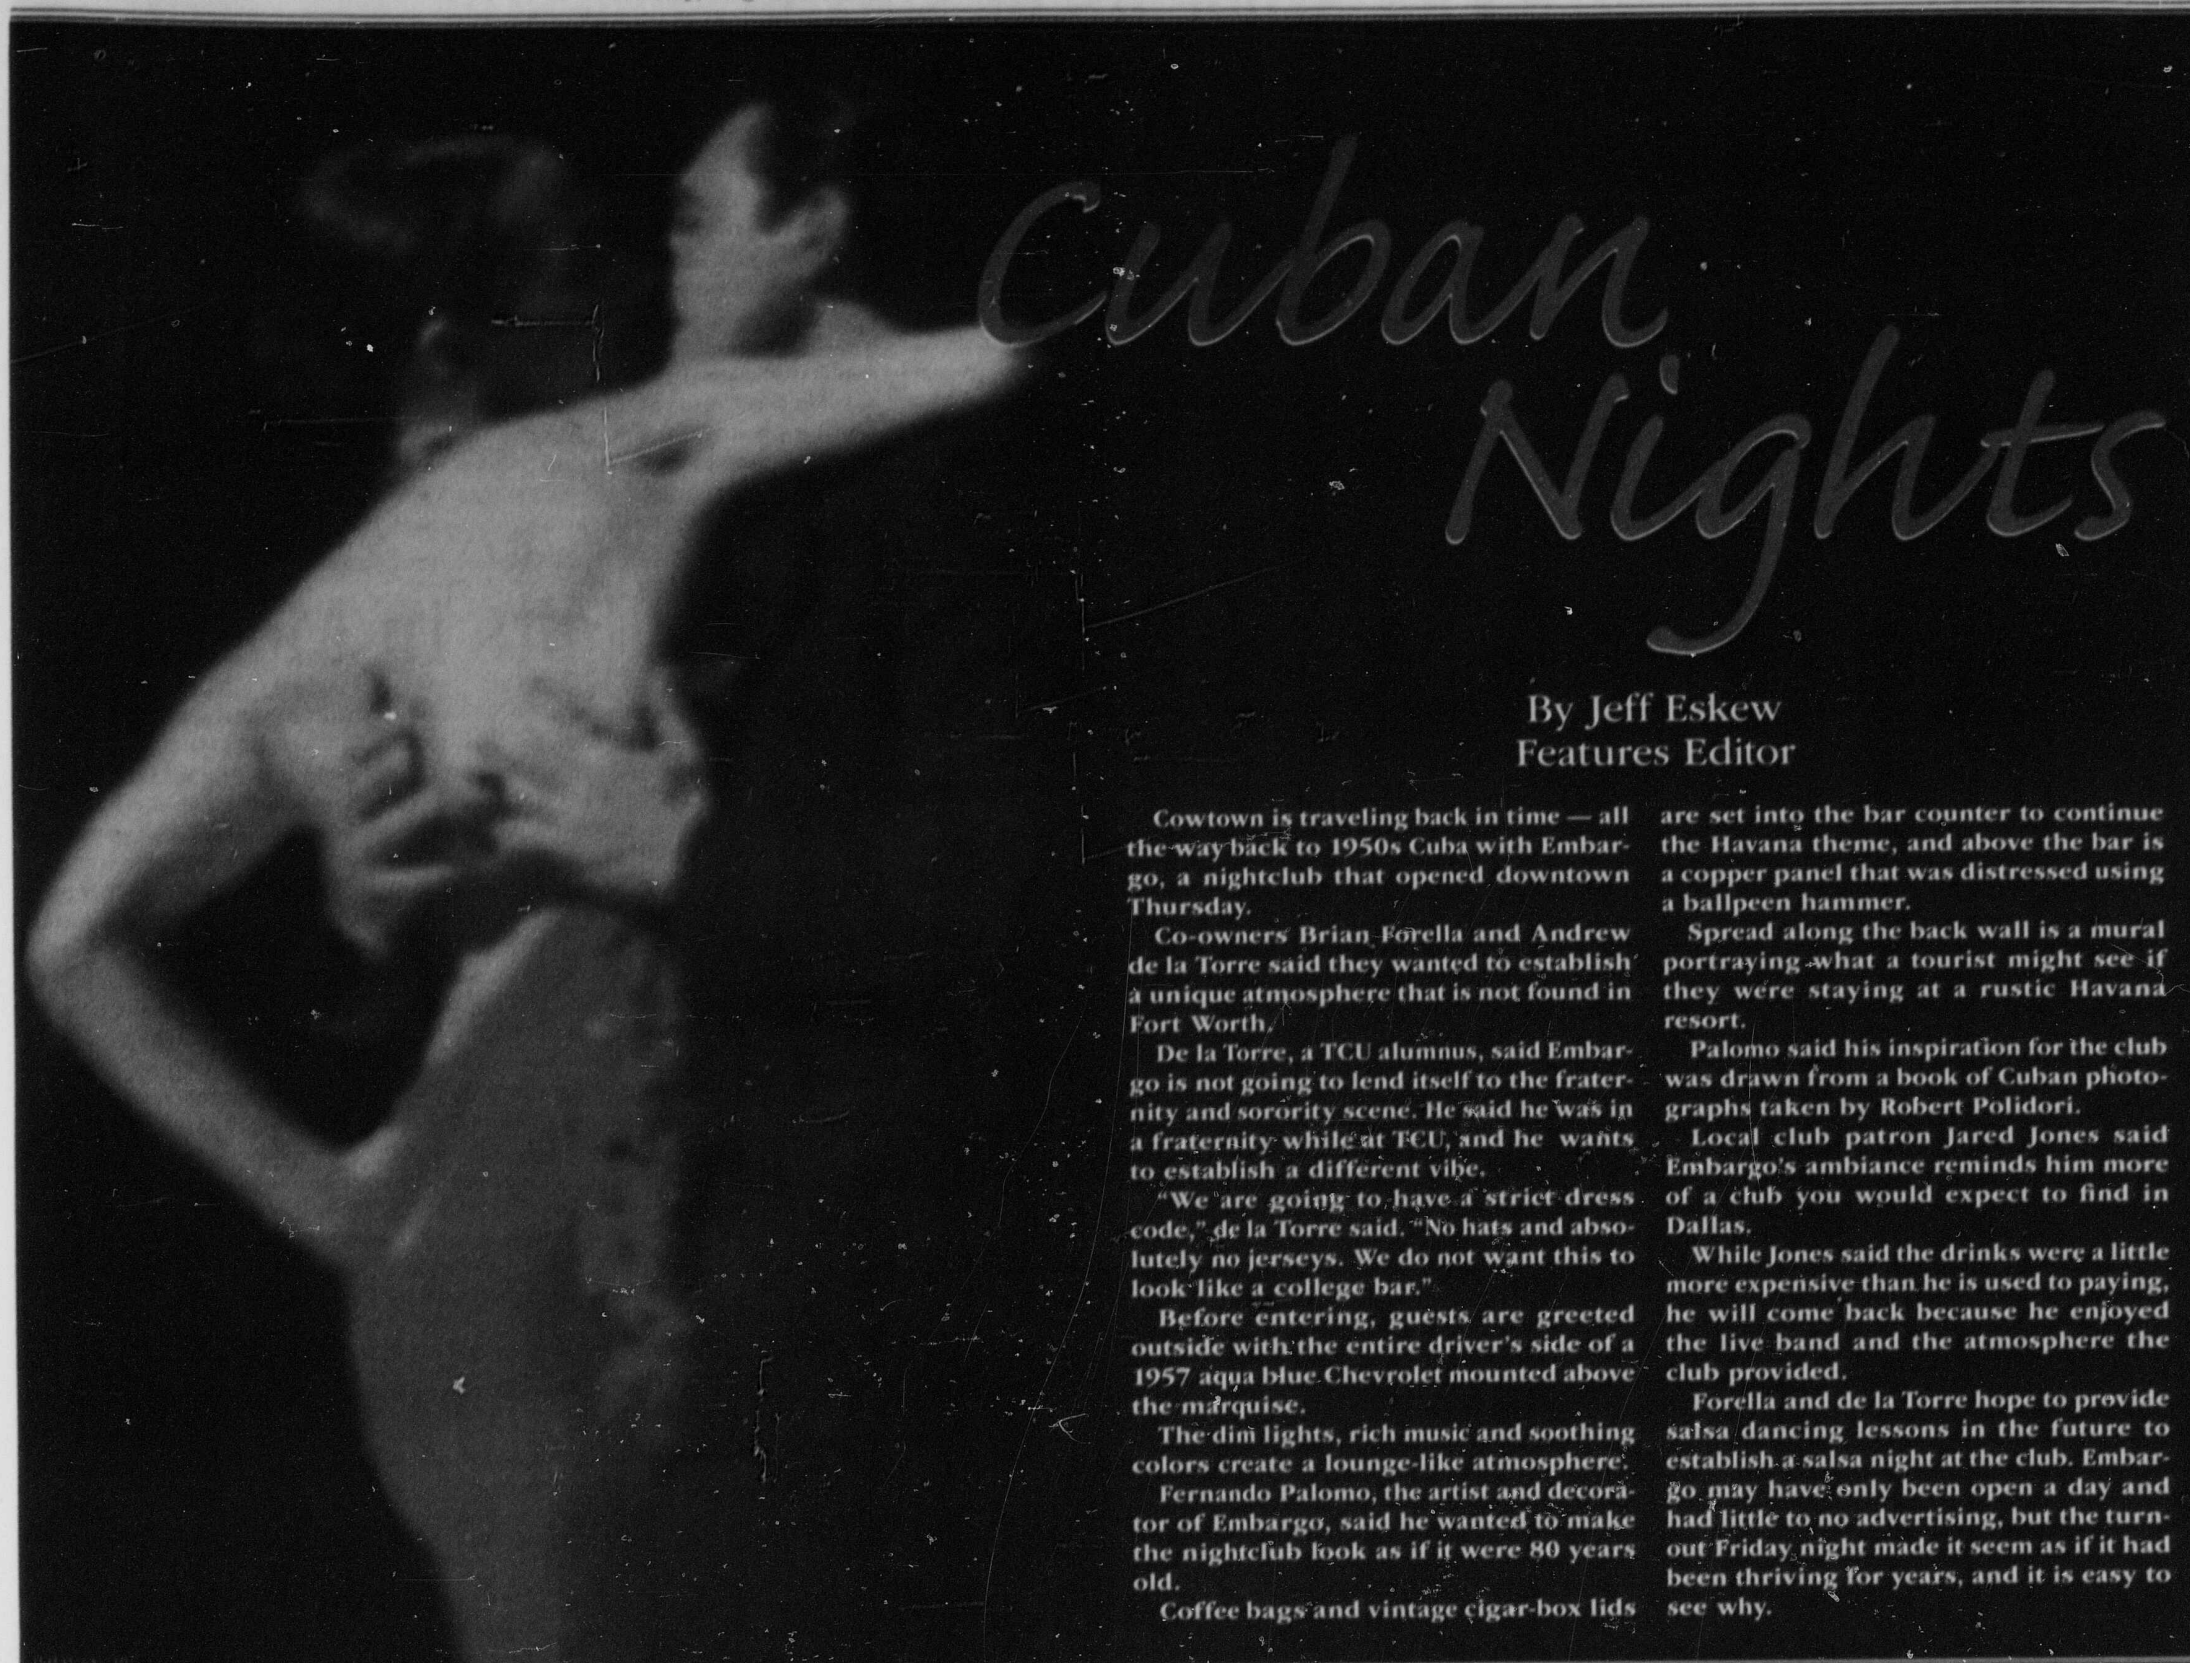 Cuban
Nights
By Jeff Eskew
Features Editor
Cowtown is traveling back in time — all
the way back to 1950s Cuba with Embar-
go, a nightclub that opened downtown
Thursday.
Co-owners Brian Forella and Andrew
de la Torre said they wanted to establish
a unique atmosphere that is not found in
Fort Worth.
De la Torre, a TCU alumnus, said Embar-
go is not going to lend itself to the frater-
nity and sorority scene. He said he was in
a fraternity while at TCU, and he wants
to establish a different vibe.
“We are going to have a strict dress
code,” de la Torre said. “No hats and abso-
lutely no jerseys. We do not want this to
look like a college bar.”
Before entering, guests are greeted
outside with the entire driver's side of a
1957 aqua blue Chevrolet mounted above
the marquise.
The dim lights, rich music and soothing
colors create a lounge-like atmosphere.
Fernando Palomo, the artist and decora-
tor of Embargo, said he wanted to make
the nightclub look as if it were 80 years
old.
Coffee bags and vintage cigar-box lids
are set into the bar counter to continue
the Havana theme, and above the bar is
a copper panel that was distressed using
a ballpeen hammer.
Spread along the back wall is a mural
portraying what a tourist might see if
they were staying at a rustic Havana
resort.
Palomo said his inspiration for the club
was drawn from a book of Cuban photo-
graphs taken by Robert Polidori.
Local club patron Jared Jones said
Embargo's ambiance reminds him more
of a club you would expect to find in
Dallas.
While Jones said the drinks were a little
more expensive than he is used to paying,
he will come back because he enjoyed
the live band and the atmosphere the
club provided.
Forella and de la Torre hope to provide
salsa dancing lessons in the future to
establish a salsa night at the club. Embar-
go may have only been open a day and
had little to no advertising, but the turn-
out Friday night made it seem as if it had
been thriving for years, and it is easy to
see why.